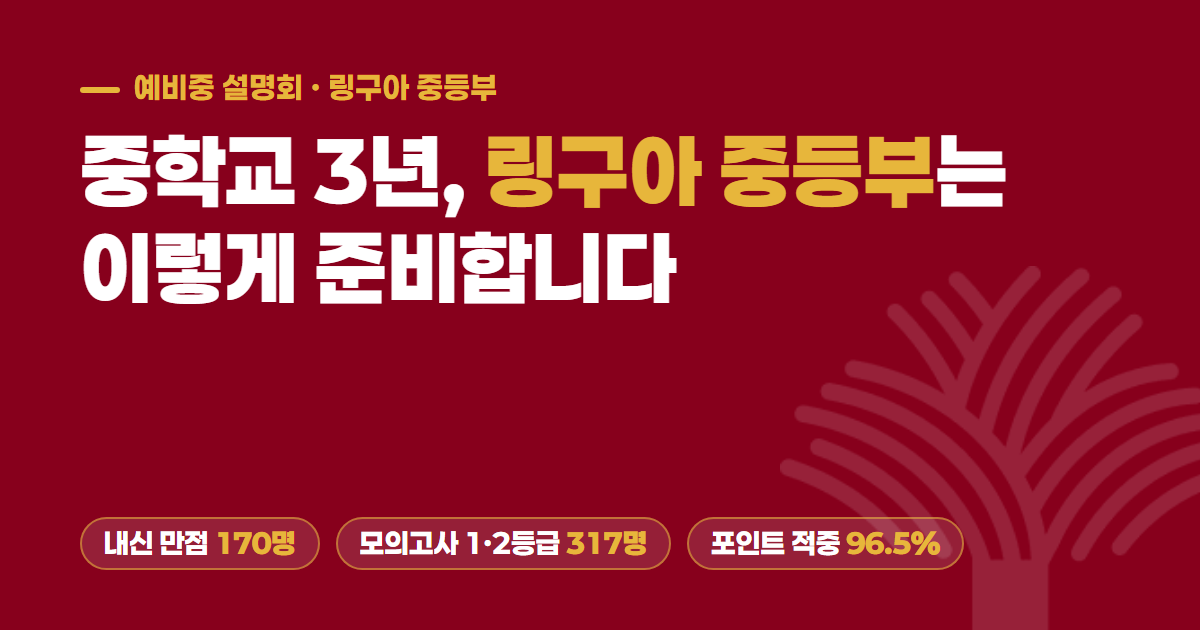 예비중 설명회 · 링구아 중등부
중학교 3년, 링구아 중등부는
이렇게 준비합니다
내신 만점 170명
모의고사 1·2등급 317명
포인트 적중 96.5%